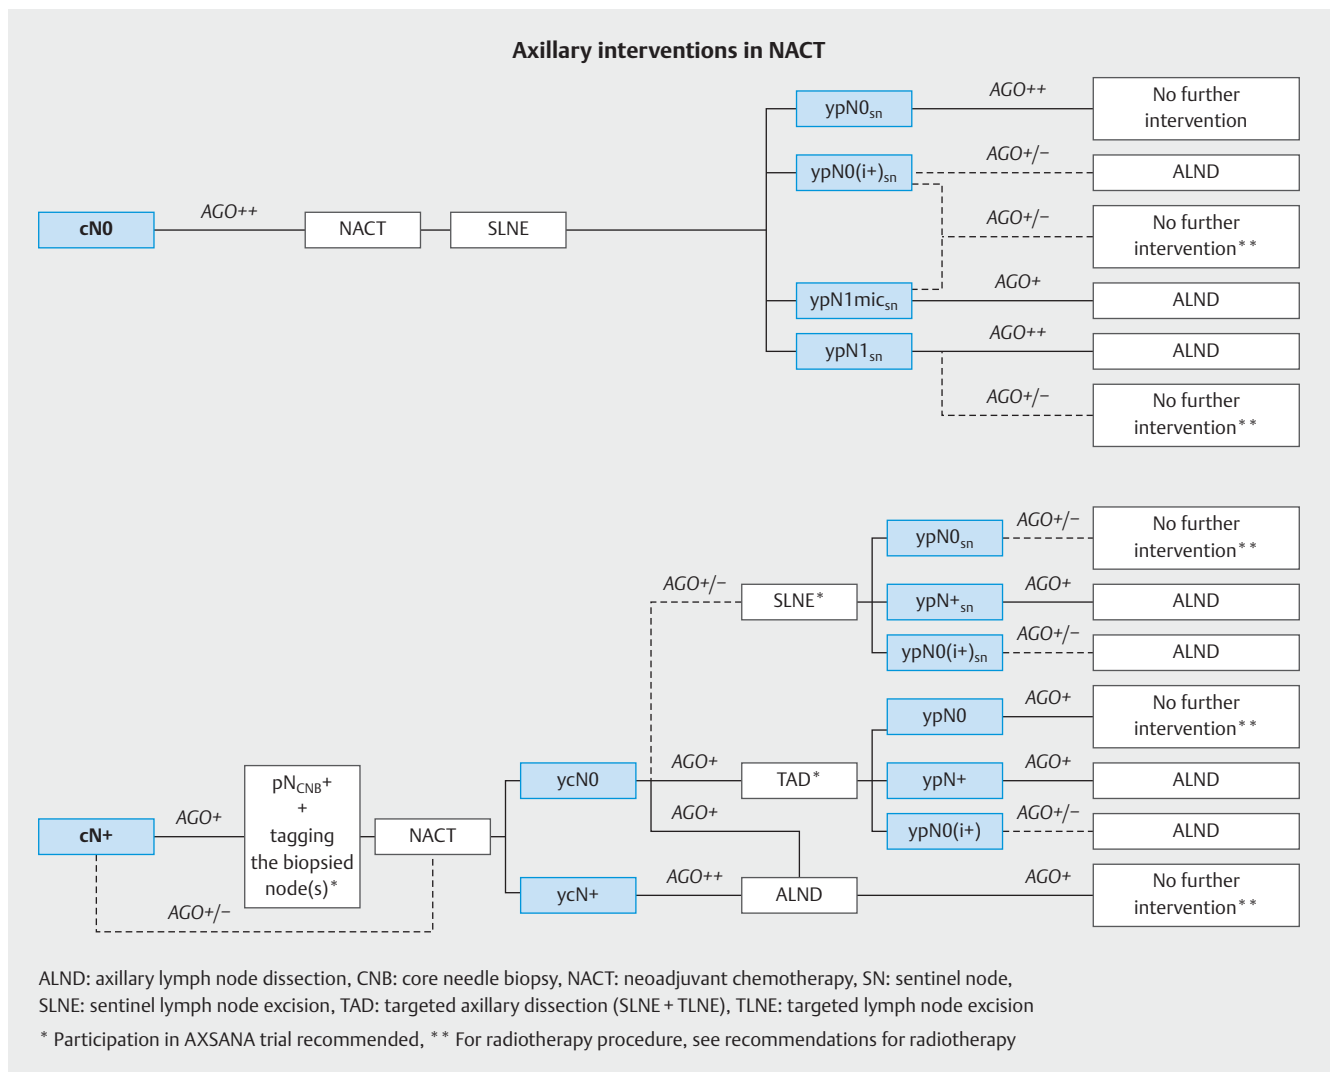 Axillary interventions in NACT
ypN0sn
AGO++
No further
intervention
ypN0(i+)sn
AGO+/−
ALND
cN0
AGO++
NACT
SLNE
AGO+/−
No further
intervention**
ypN1micsn
AGO+
ALND
ypN1sn
AGO++
ALND
AGO+/−
No further
intervention**
AGO+/−
SLNE*
ypN0sn
AGO+/−
No further
intervention**
ypN+sn
AGO+
ALND
ypN0(i+)sn
AGO+/−
ALND
ypN0
AGO+
No further
intervention**
ycN0
AGO+
TAD*
ypN+
AGO+
ALND
ypN0(i+)
AGO+/−
ALND
cN+
AGO+
pNCNB+
+
tagging
the biopsied
node(s)*
NACT
AGO+
AGO+/−
ycN+
AGO++
ALND
AGO+
No further
intervention**
ALND: axillary lymph node dissection, CNB: core needle biopsy, NACT: neoadjuvant chemotherapy, SN: sentinel node,
SLNE: sentinel lymph node excision, TAD: targeted axillary dissection (SLNE + TLNE), TLNE: targeted lymph node excision
* Participation in AXSANA trial recommended, ** For radiotherapy procedure, see recommendations for radiotherapy